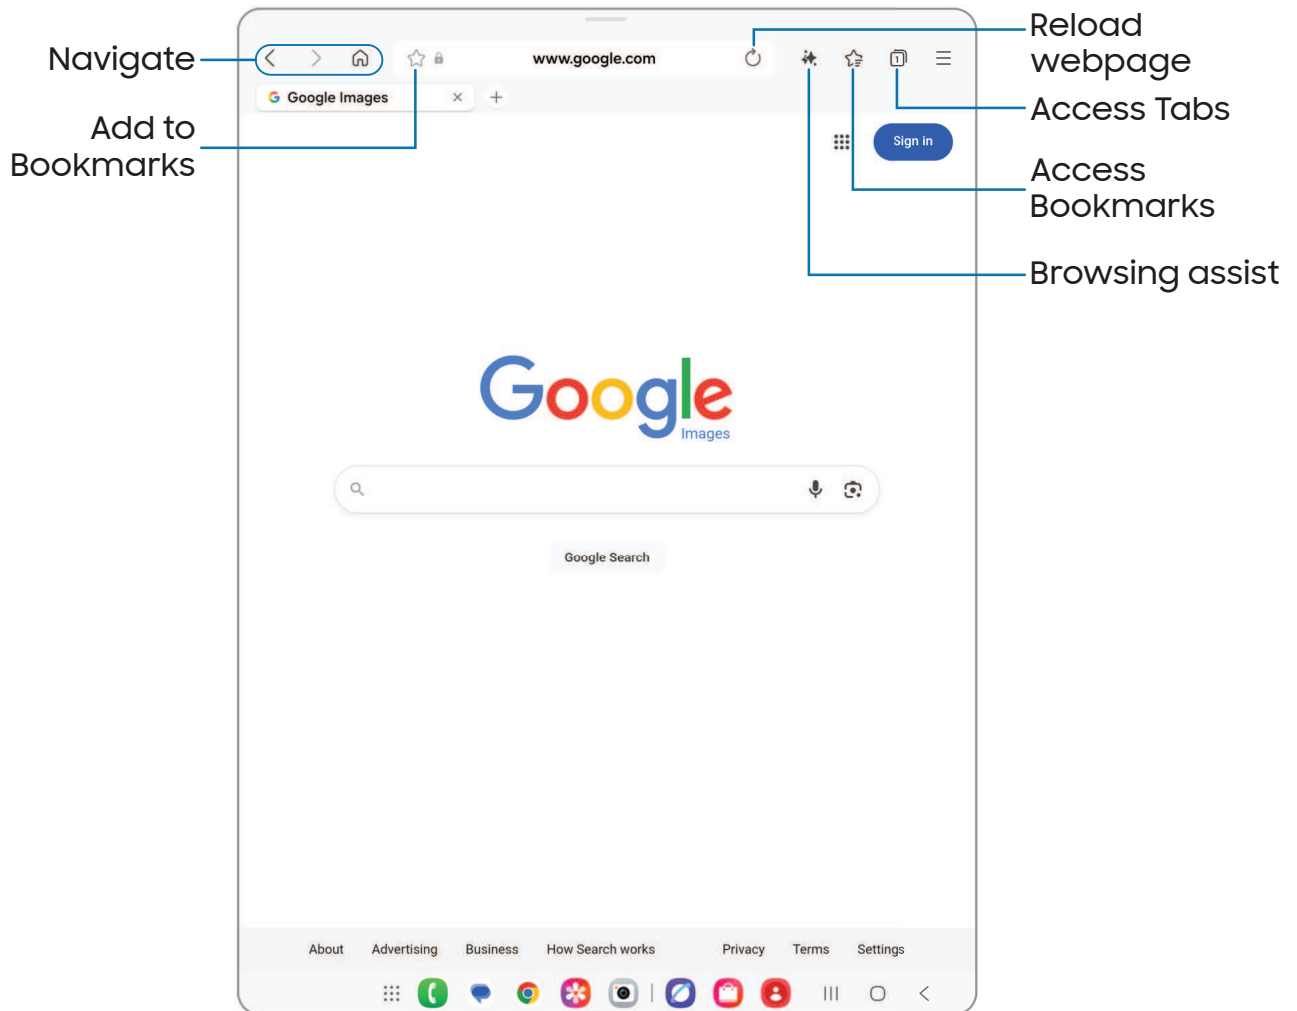 Navigate
Add to
Bookmarks
Reload
webpage
Access Tabs
Access
Bookmarks
Browsing assist
www.google.com
1
Google Images
Sign in
Google
Images
Google Search
About Advertising Business How Search works Privacy Terms Settings